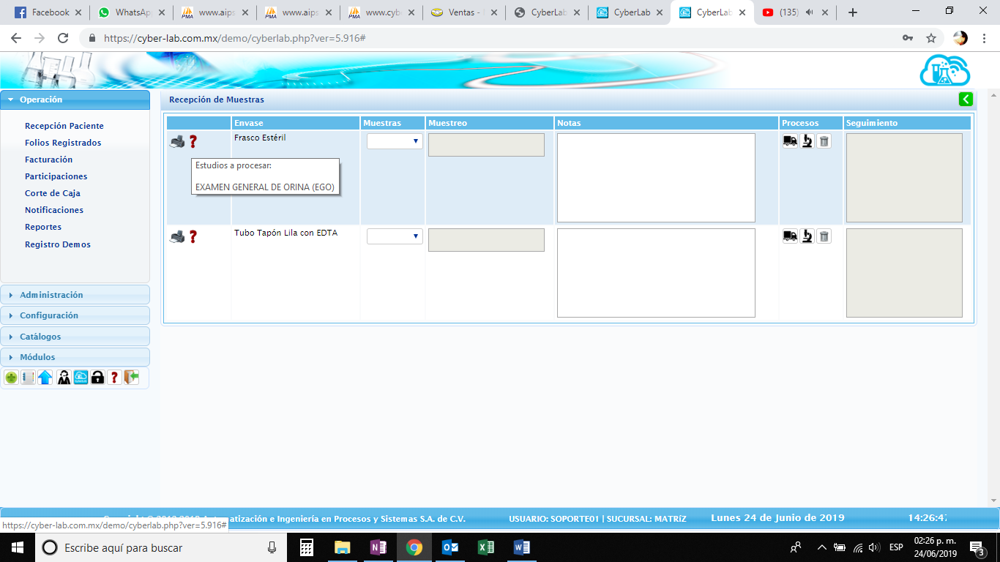 Facebook
WhatsApp
www.aips
www.aips
www.cyb
Ventas -
CyberLab
CyberLab
CyberLab
(135)
https://cyber-lab.com.mx/demo/cyberlab.php?ver=5.916#
Operación
Recepción Paciente
Folios Registrados
Facturación
Participaciones
Corte de Caja
Notificaciones
Reportes
Registro Demos
Administración
Configuración
Catálogos
Módulos
Recepción de Muestras
Envase Muestras Muestreo Notas Procesos Seguimiento
Frasco Estéril
Estudios a procesar:
EXAMEN GENERAL DE ORINA (EGO)
Tubo Tapón Lila con EDTA
https://cyber-lab.com.mx/demo/cyberlab.php?ver=5.916#
e Ingeniería en Procesos y Sistemas S.A. de C.V.
USUARIO: SOPORTE01 | SUCURSAL: MATRíZ
Lunes 24 de Junio de 2019
14:26:4
Escribe aquí para buscar
ESP
02:26 p. m.
24/06/2019
3